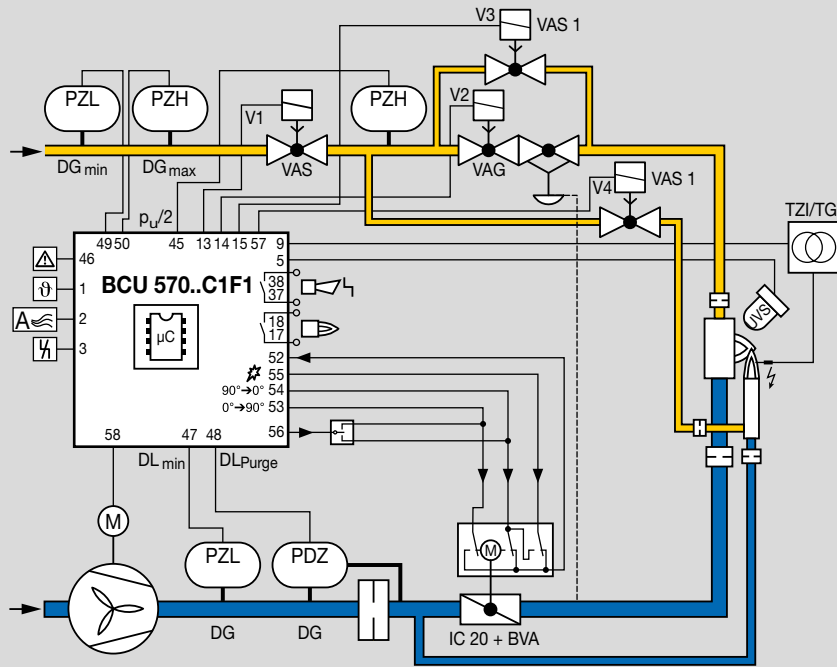 V3
VAS 1
PZL
PZH
PZH
V2
V1
DG min
DG max
VAS
VAG
VAS 1
V4
TZI/TGI
pu/2
49 50 45 13 14 15 57 9
46
5
BCU 570..C1F1
38
37
ϑ
1
UVS
A
2
µC
18
17
3
52
55
90°→0° 54
0°→90° 53
56
58 47 48
DL min
DLPurge
M
PZL
PDZ
M
DG
DG
IC 20 + BVA